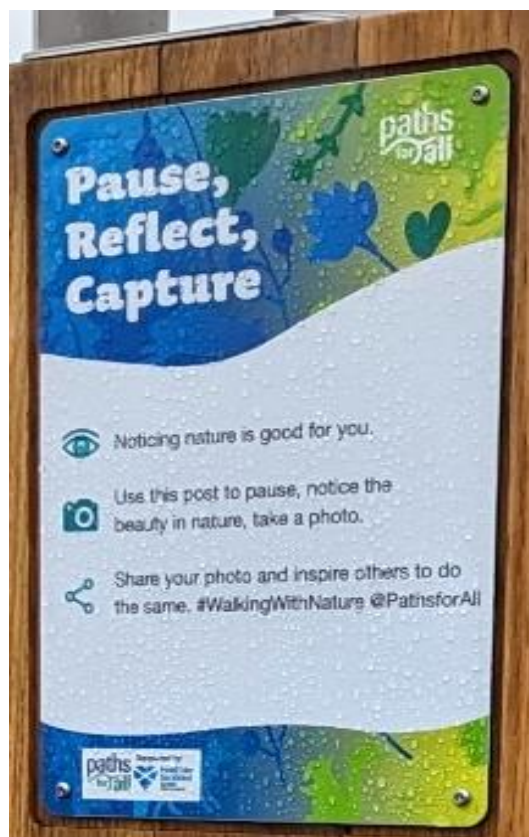 paths
for all
Pause,
Reflect,
Capture
Noticing nature is good for you.
Use this post to pause, notice the
beauty in nature, take a photo.
Share your photo and inspire others to do
the same. #WalkingWithNature @PathsforAll
paths
for all